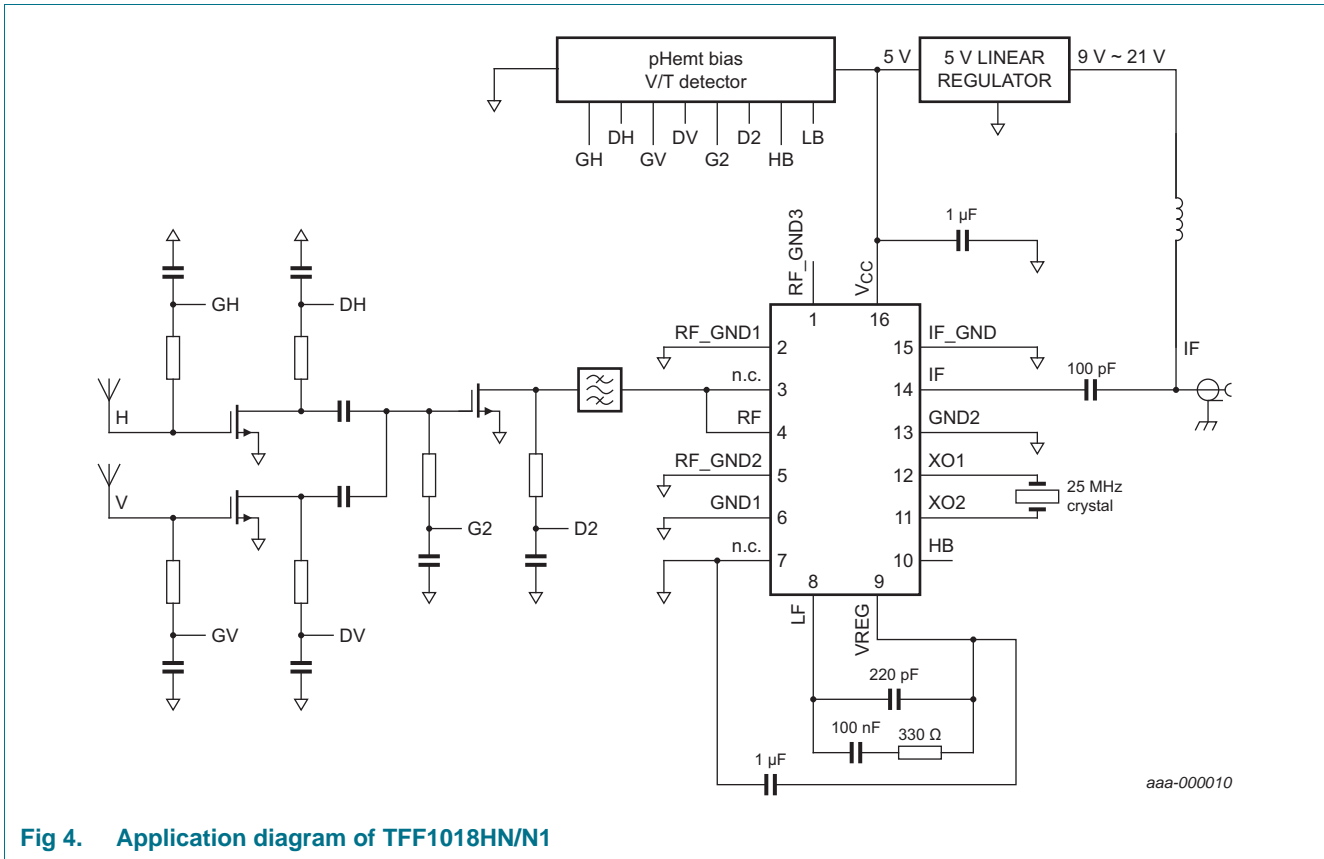 pHemt bias
V/T detector
5 V
5 V LINEAR
REGULATOR
9 V ~ 21 V
GH
DH
GV
DV
G2
D2
HB
LB
1 µF
RF_GND3
VCC
1
16
GH
DH
RF_GND1
2
15
IF_GND
IF
n.c.
3
14
IF
100 pF
H
RF
4
13
GND2
RF_GND2
5
12
XO1
25 MHz
crystal
V
GND1
6
11
XO2
G2
D2
n.c.
7
10
HB
8
9
LF
VREG
GV
DV
220 pF
100 nF
330 Ω
1 µF
aaa-000010
Fig 4. Application diagram of TFF1018HN/N1